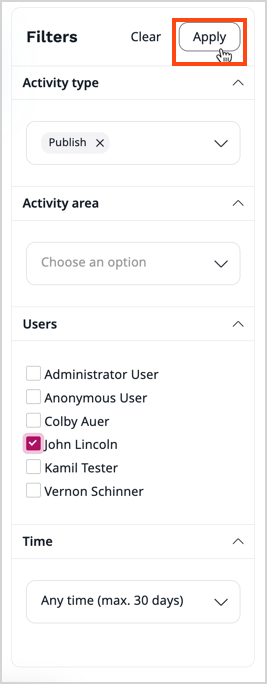 Filters Clear Apply
Activity type
Publish ×
Activity area
Choose an option
Users
Administrator User
Anonymous User
Colby Auer
John Lincoln
Kamil Tester
Vernon Schinner
Time
Any time (max. 30 days)